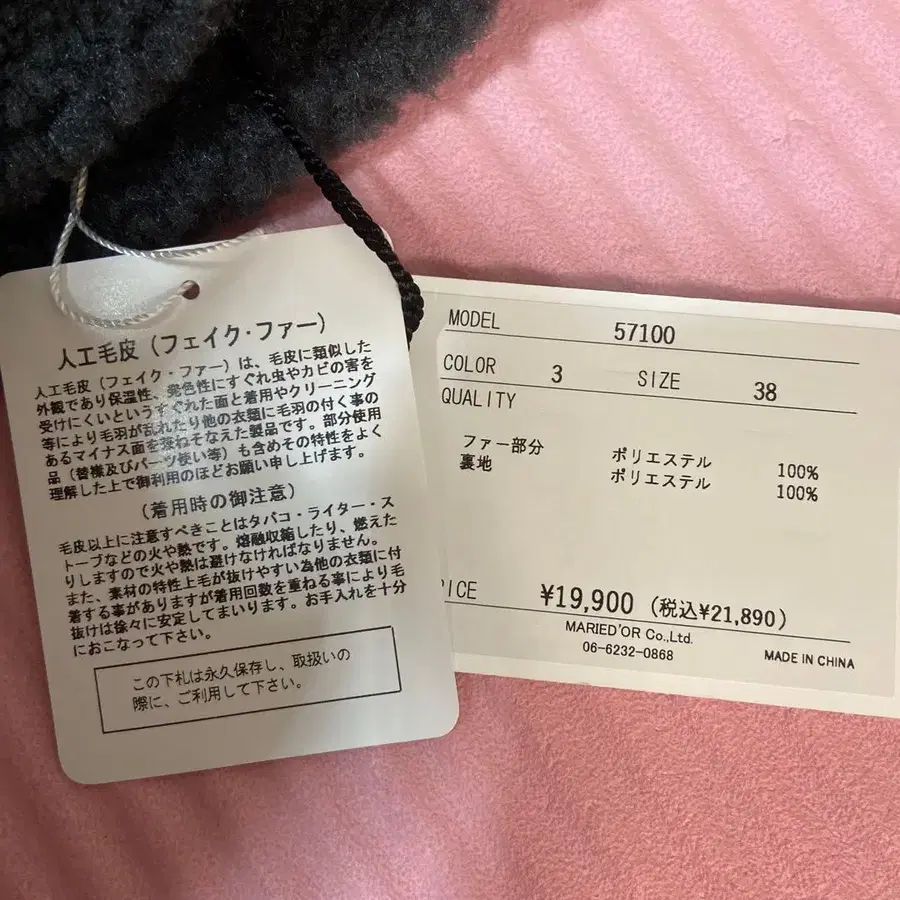 人工毛皮（フェイク・ファー）
人工毛皮（フェイク・ファー）は、毛皮に類似した
外観であり保温性、発色性にすぐれ虫やカビの害を
受けにくいというすぐれた面と着用やクリーニング
等により毛羽が乱れたり他の衣類に毛羽の付く事の
あるマイナス面を兼ねそなえた製品です。部分使用
品（替襟及びパーツ使い等）も含めその特性をよく
理解した上で御利用のほどお願い申し上げます。
（着用時の御注意）
毛皮以上に注意すべきことはタバコ・ライター・ス
トーブなどの火や熱です。熔融収縮したり、燃えた
りしますので火や熱は避けなければなりません。
また、素材の特性上毛が抜けやすい為他の衣類に付
着する事がありますが着用回数を重ねる事により毛
抜けは徐々に安定してまいります。お手入れを十分
におこなって下さい。
この下札は永久保存し、取扱いの
際に、ご利用して下さい。
MODEL 57100
COLOR 3 SIZE 38
QUALITY
ファー部分 ポリエステル 100%
裏地 ポリエステル 100%
RICE ¥19,900 (税込¥21,890)
MARIED'OR Co.,Ltd.
06-6232-0868
MADE IN CHINA